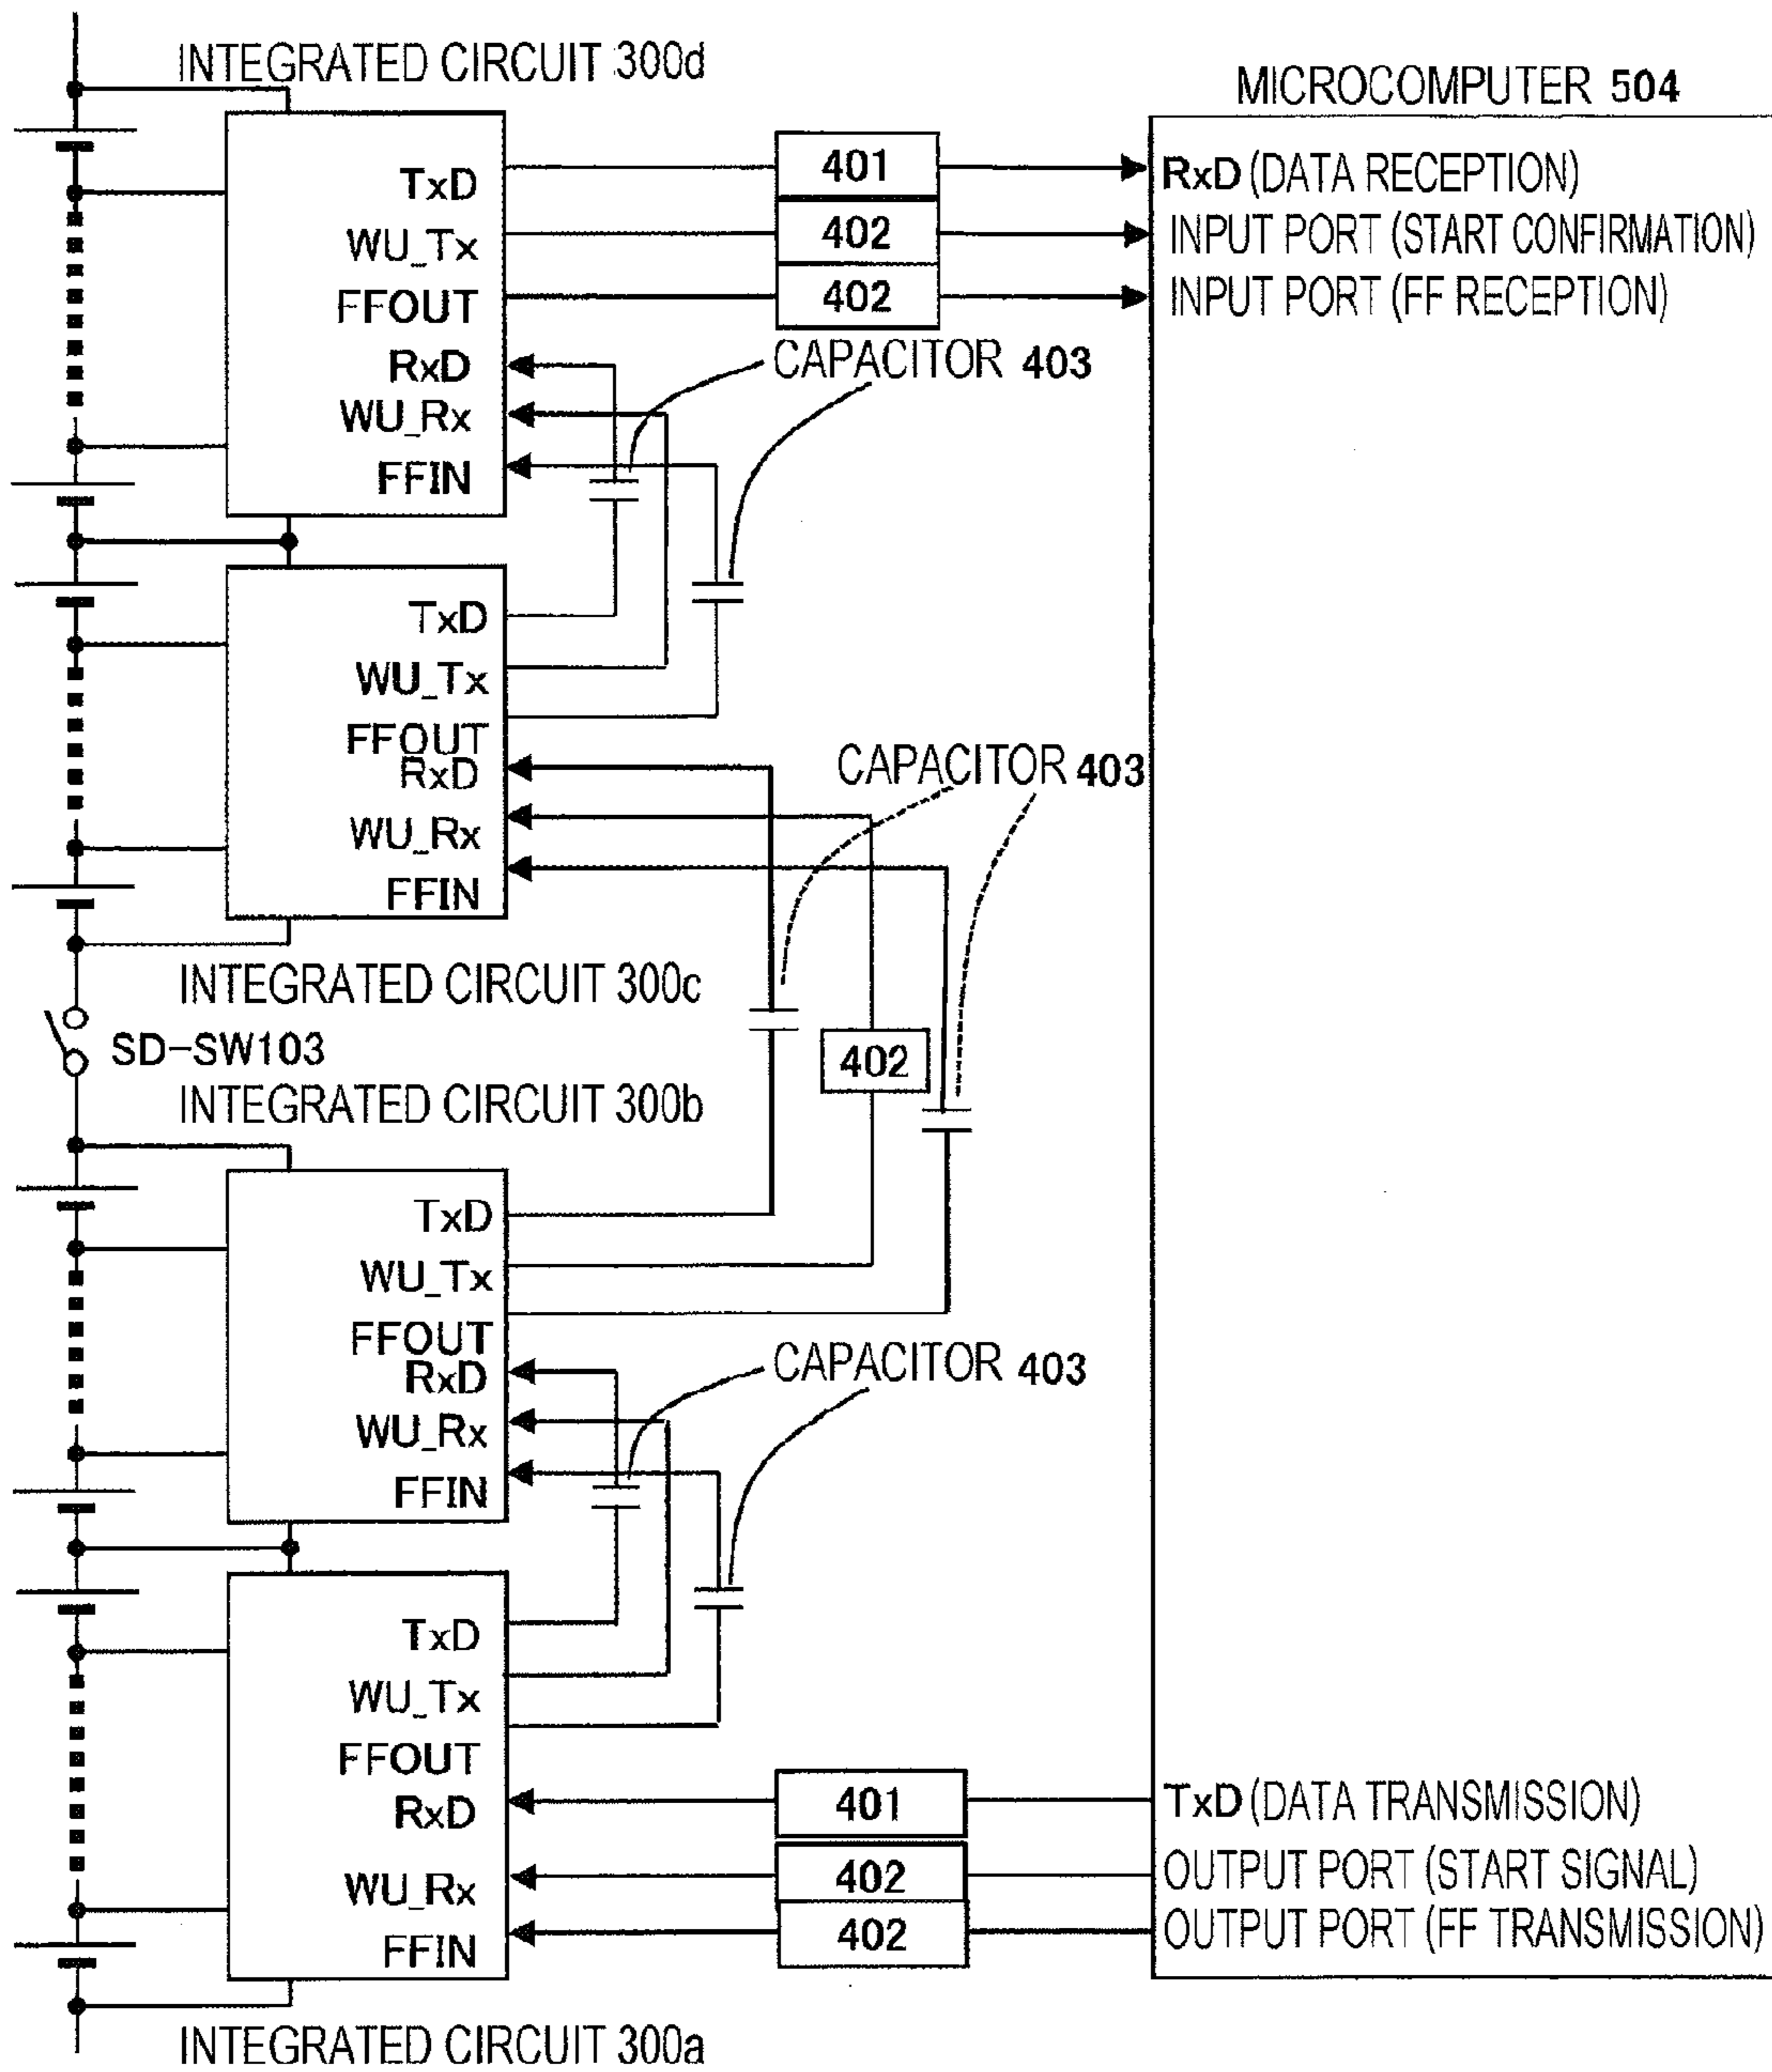 INTEGRATED CIRCUIT 300d
MICROCOMPUTER 504
TxD
401
RxD (DATA RECEPTION)
WU_Tx
402
INPUT PORT (START CONFIRMATION)
FFOUT
402
INPUT PORT (FF RECEPTION)
RxD
CAPACITOR 403
WU_Rx
FFIN
TxD
WU_Tx
FFOUT
RxD
CAPACITOR 403
WU_Rx
FFIN
INTEGRATED CIRCUIT 300c
SD-SW103
402
INTEGRATED CIRCUIT 300b
TxD
WU_Tx
FFOUT
RxD
CAPACITOR 403
WU_Rx
FFIN
TxD
WU_Tx
FFOUT
RxD
401
TxD (DATA TRANSMISSION)
WU_Rx
402
OUTPUT PORT (START SIGNAL)
FFIN
402
OUTPUT PORT (FF TRANSMISSION)
INTEGRATED CIRCUIT 300a